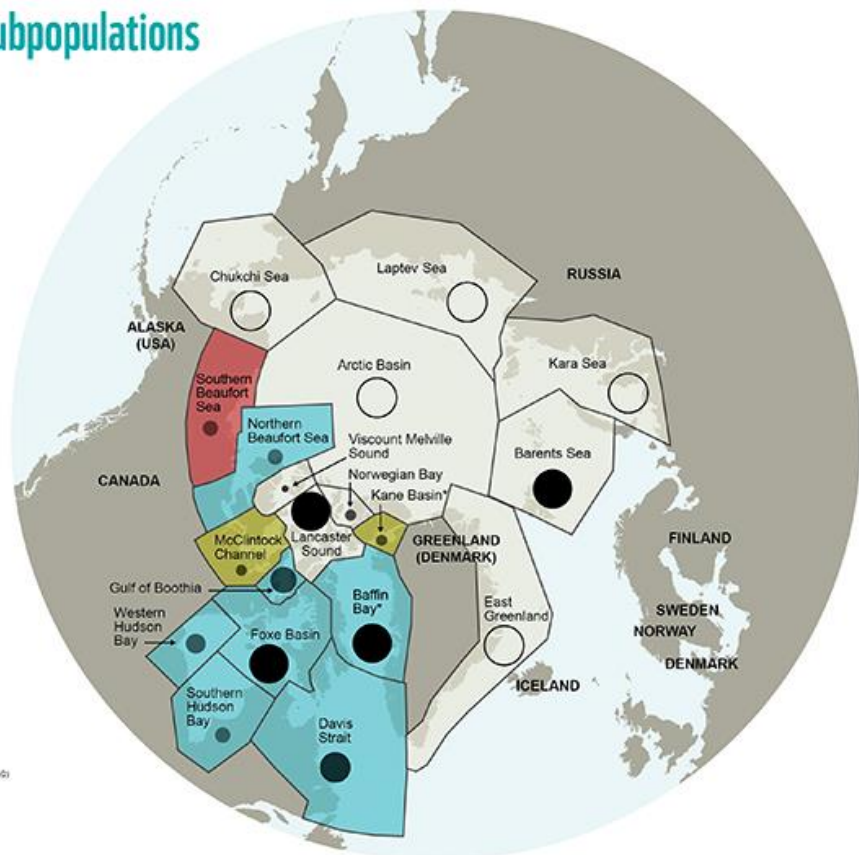 ubpopulations
Chukchi Sea
Laptev Sea
RUSSIA
ALASKA
(USA)
Arctic Basin
Kara Sea
Southern
Beaufort
Sea
Northern
Beaufort Sea
Viscount Melville
Sound
Barents Sea
Norwegian Bay
CANADA
Kane Basin*
McClintock
Channel
Lancaster
Sound
GREENLAND
(DENMARK)
FINLAND
Gulf of Boothia
Baffin
Bay*
East
Greenland
Western
Hudson
Bay
Foxe Basin
SWEDEN
NORWAY
DENMARK
ICELAND
Southern
Hudson
Bay
Davis
Strait